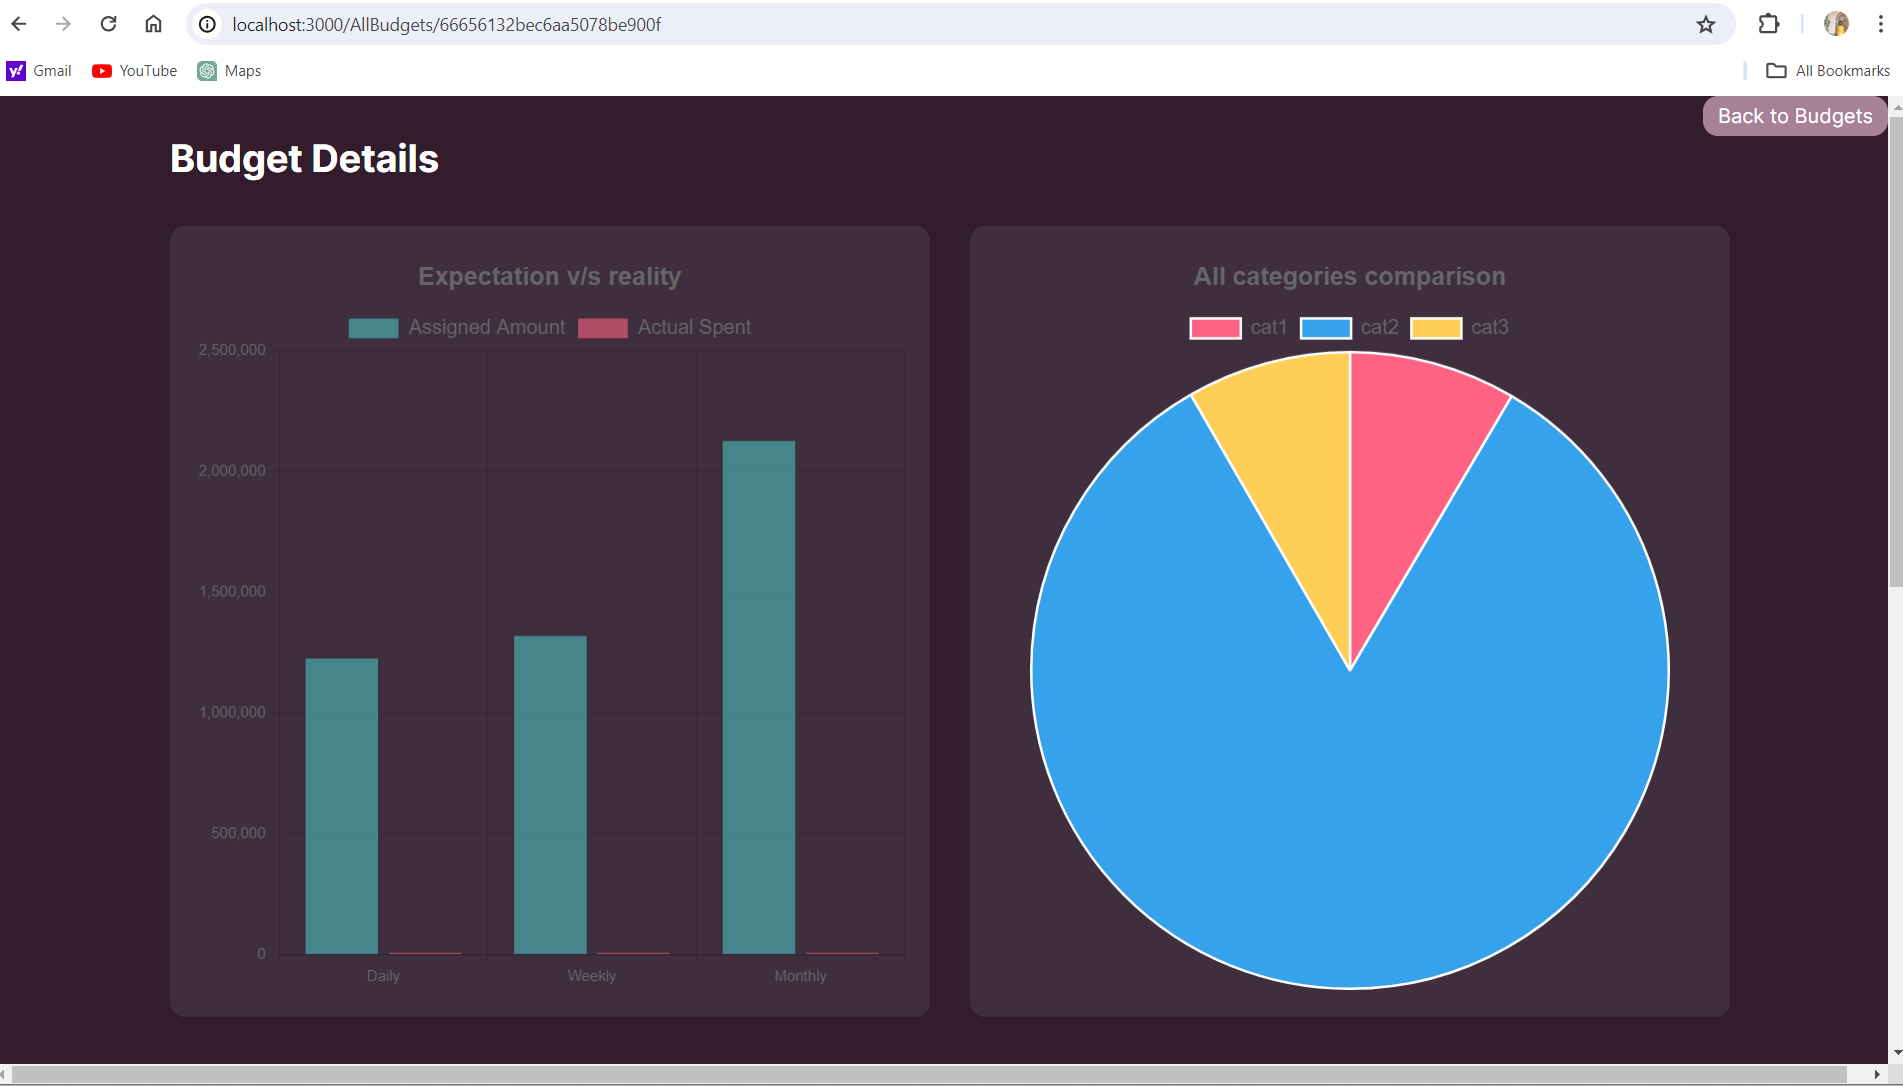 localhost:3000/AllBudgets/66656132bec6aa5078be900f
Gmail YouTube Maps All Bookmarks
Back to Budgets
Budget Details
Expectation v/s reality
Assigned Amount Actual Spent
2,500,000
2,000,000
1,500,000
1,000,000
500,000
0
Daily Weekly Monthly
All categories comparison
cat1 cat2 cat3